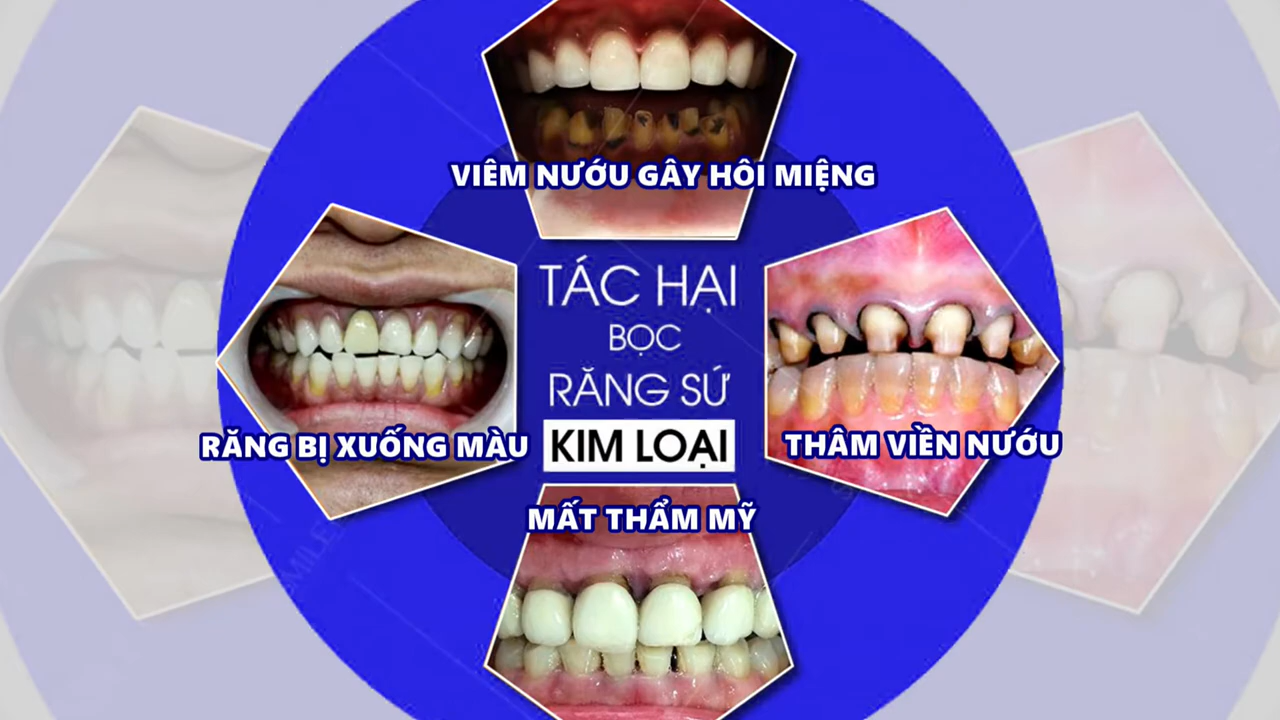 VIÊM NƯỚU GÂY HÔI MIỆNG
TÁC HẠI
BỌC
RĂNG SỨ
KIM LOẠI
RĂNG BỊ XUỐNG MÀU
THÂM VIỀN NƯỚU
MẤT THẨM MỸ